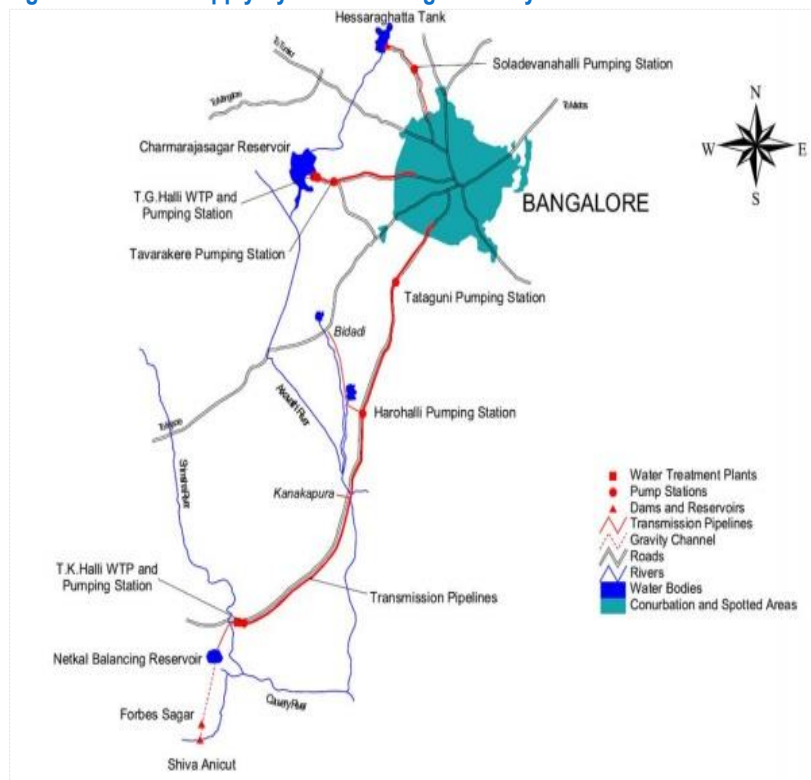 Hessaraghatta Tank
Soladevanahalli Pumping Station
Charmarajasagar Reservoir
N
W
E
S
T.G.Halli WTP and
Pumping Station
BANGALORE
Tavarakere Pumping Station
Tataguni Pumping Station
Bidadi
Harohalli Pumping Station
Kanakapura
Water Treatment Plants
Pump Stations
Dams and Reservoirs
Transmission Pipelines
Gravity Channel
Roads
Rivers
Water Bodies
Conurbation and Spotted Areas
T.K.Halli WTP and
Pumping Station
Transmission Pipelines
Netkal Balancing Reservoir
Forbes Sagar
Shiva Anicut